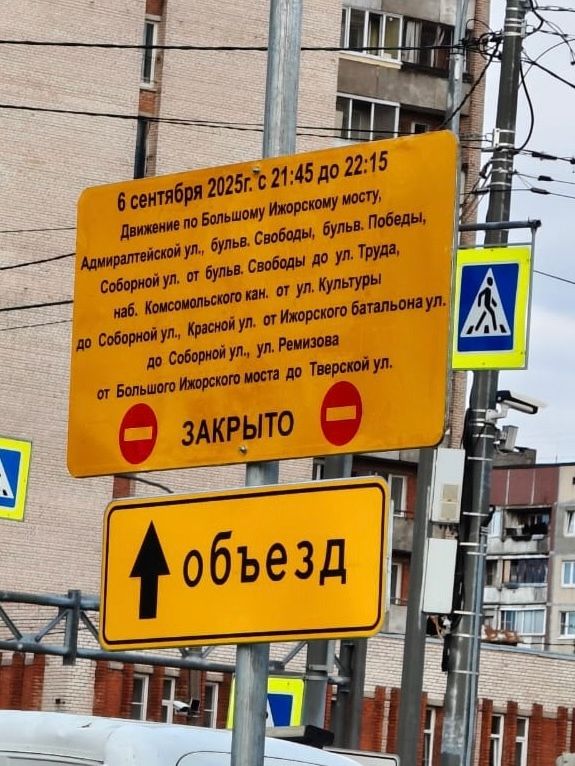 6 сентября 2025г. с 21:45 до 22:15
Движение по Большому Ижорскому мосту,
Адмиралтейской ул., бульв. Свободы, бульв. Победы,
Соборной ул. от бульв. Свободы до ул. Труда,
наб. Комсомольского кан. от ул. Культуры
до Соборной ул., Красной ул. от Ижорского батальона ул.
до Соборной ул., ул. Ремизова
от Большого Ижорского моста до Тверской ул.
ЗАКРЫТО
объезд